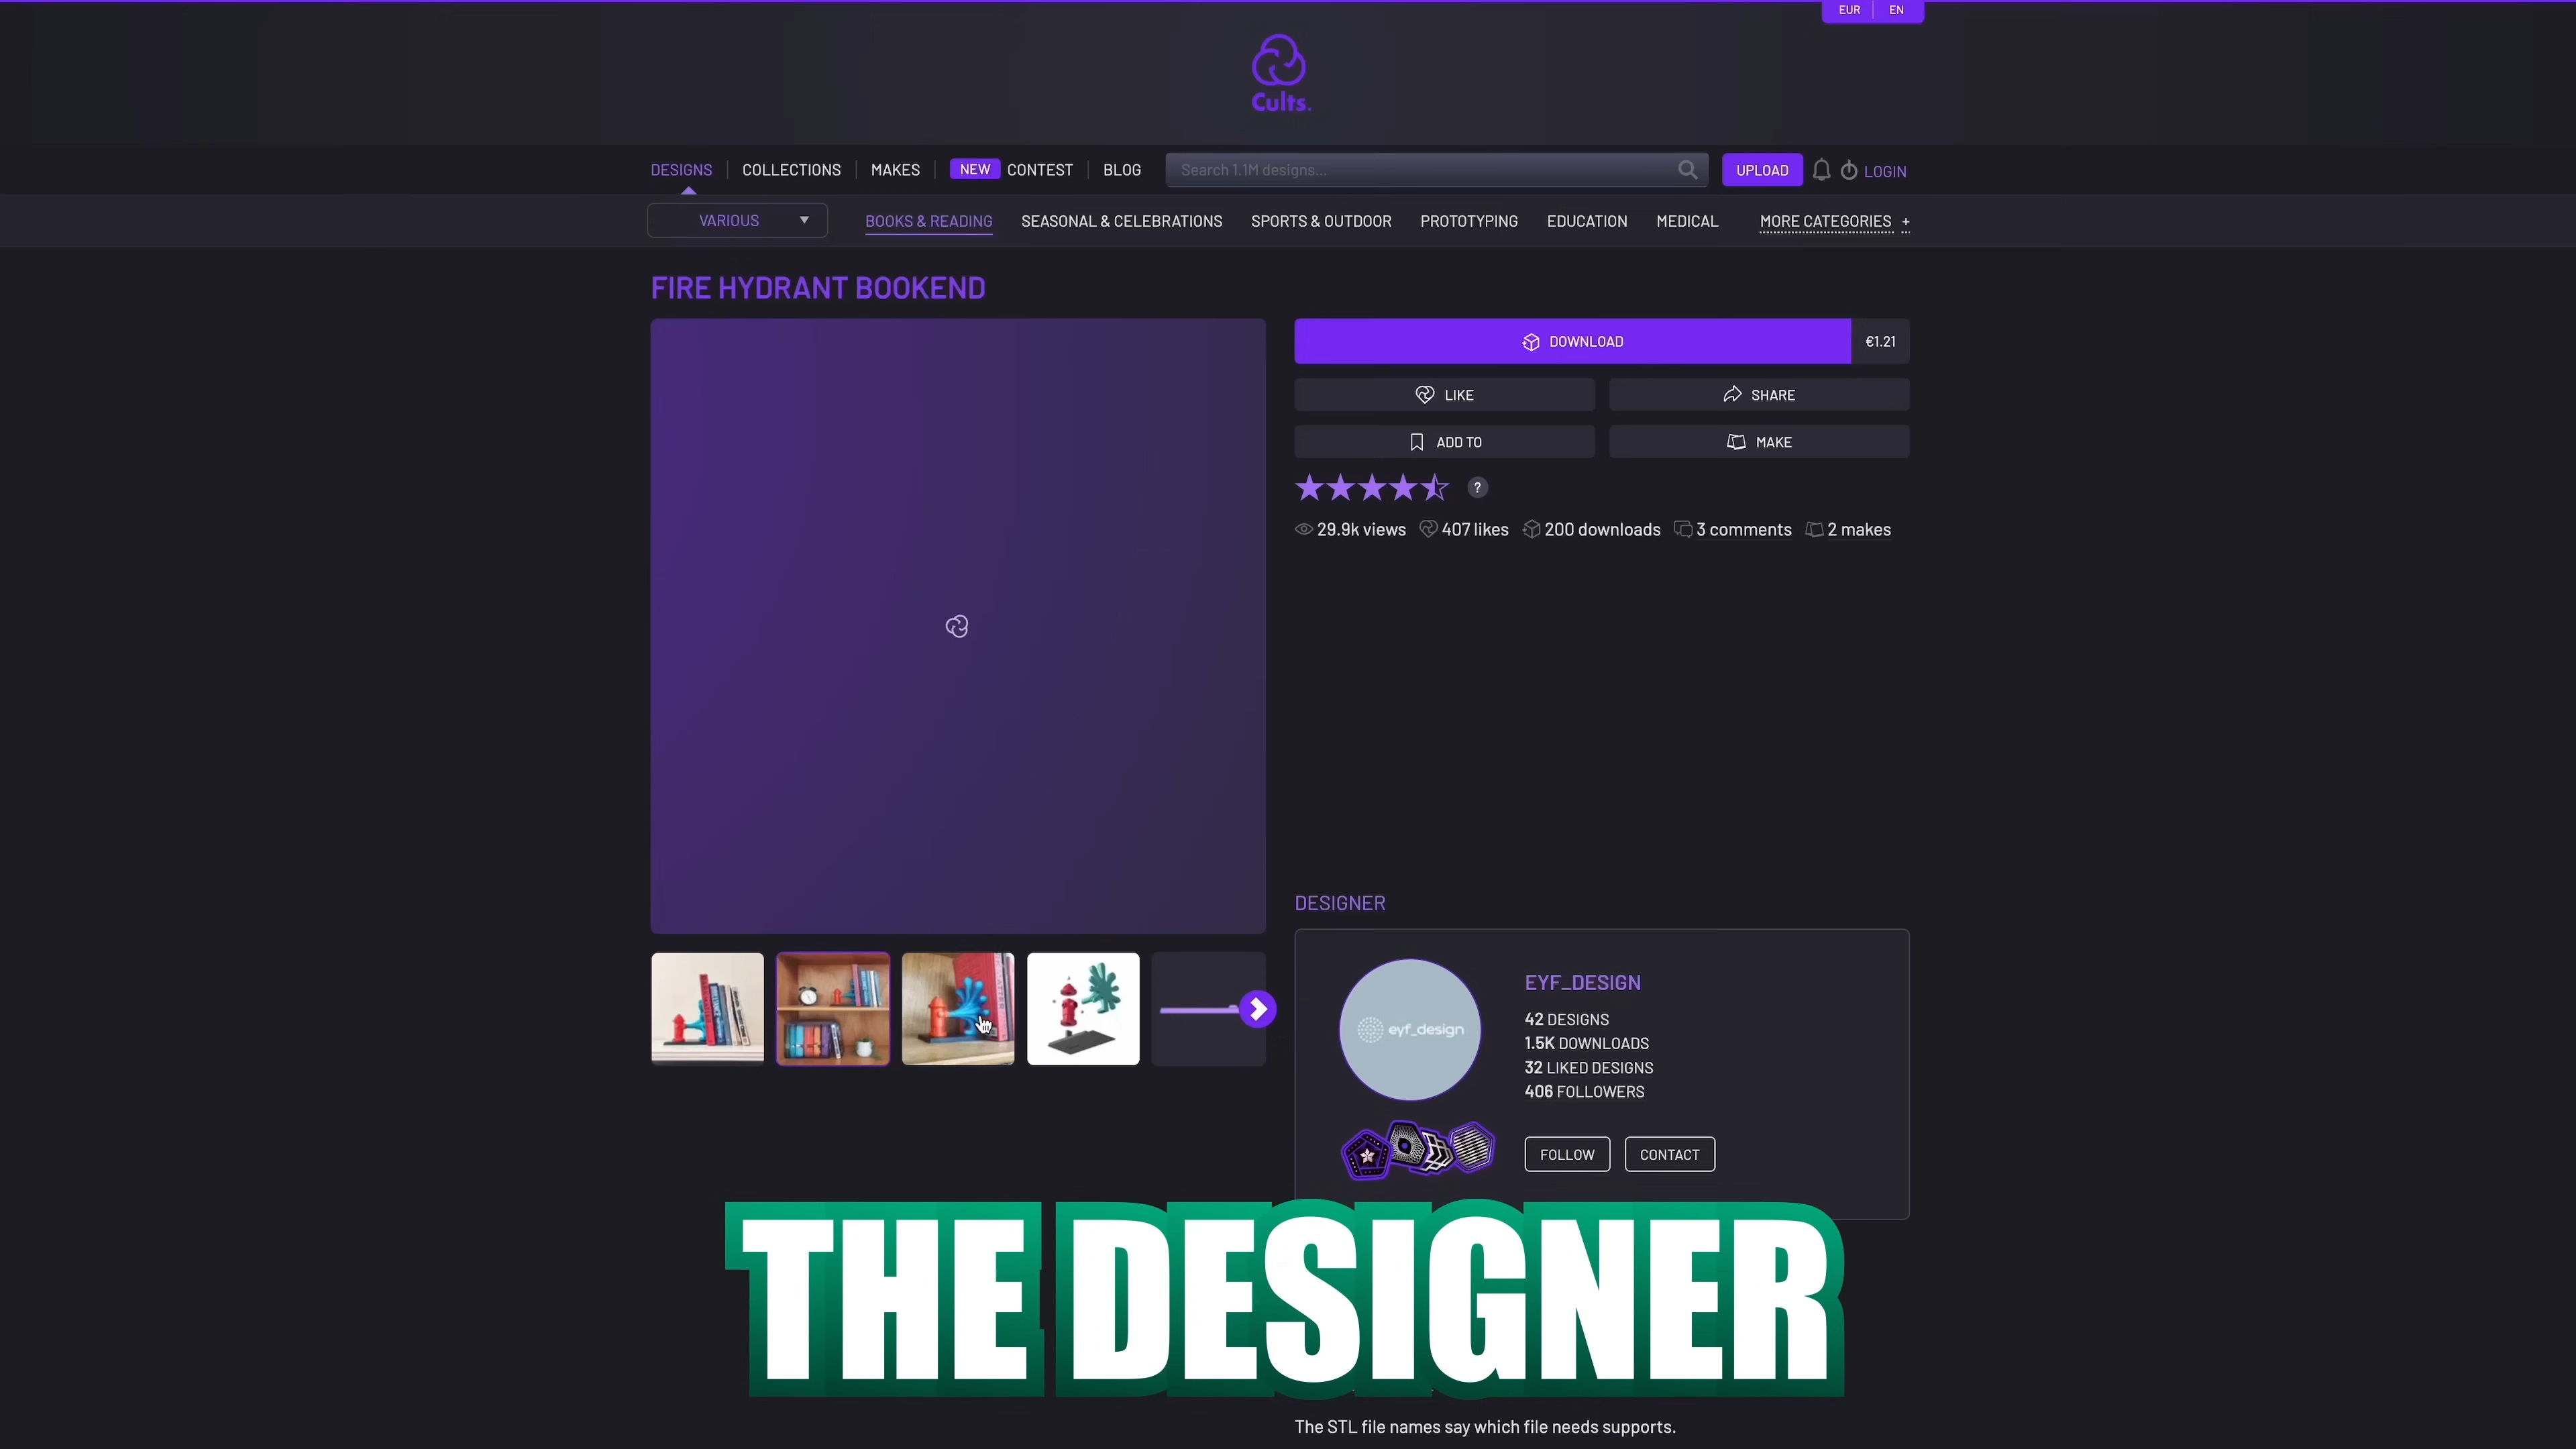 EUR | EN
Cults.
DESIGNS | COLLECTIONS | MAKES | NEW CONTEST | BLOG
Search 1.1M designs...
UPLOAD
LOGIN
VARIOUS
BOOKS & READING
SEASONAL & CELEBRATIONS
SPORTS & OUTDOOR
PROTOTYPING
EDUCATION
MEDICAL
MORE CATEGORIES +
FIRE HYDRANT BOOKEND
DOWNLOAD
€1.21
LIKE
SHARE
ADD TO
MAKE
?
29.9k views
407 likes
200 downloads
3 comments
2 makes
DESIGNER
eyf_design
EYF_DESIGN
42 DESIGNS
1.5K DOWNLOADS
32 LIKED DESIGNS
406 FOLLOWERS
FOLLOW
CONTACT
THE DESIGNER
The STL file names say which file needs supports.